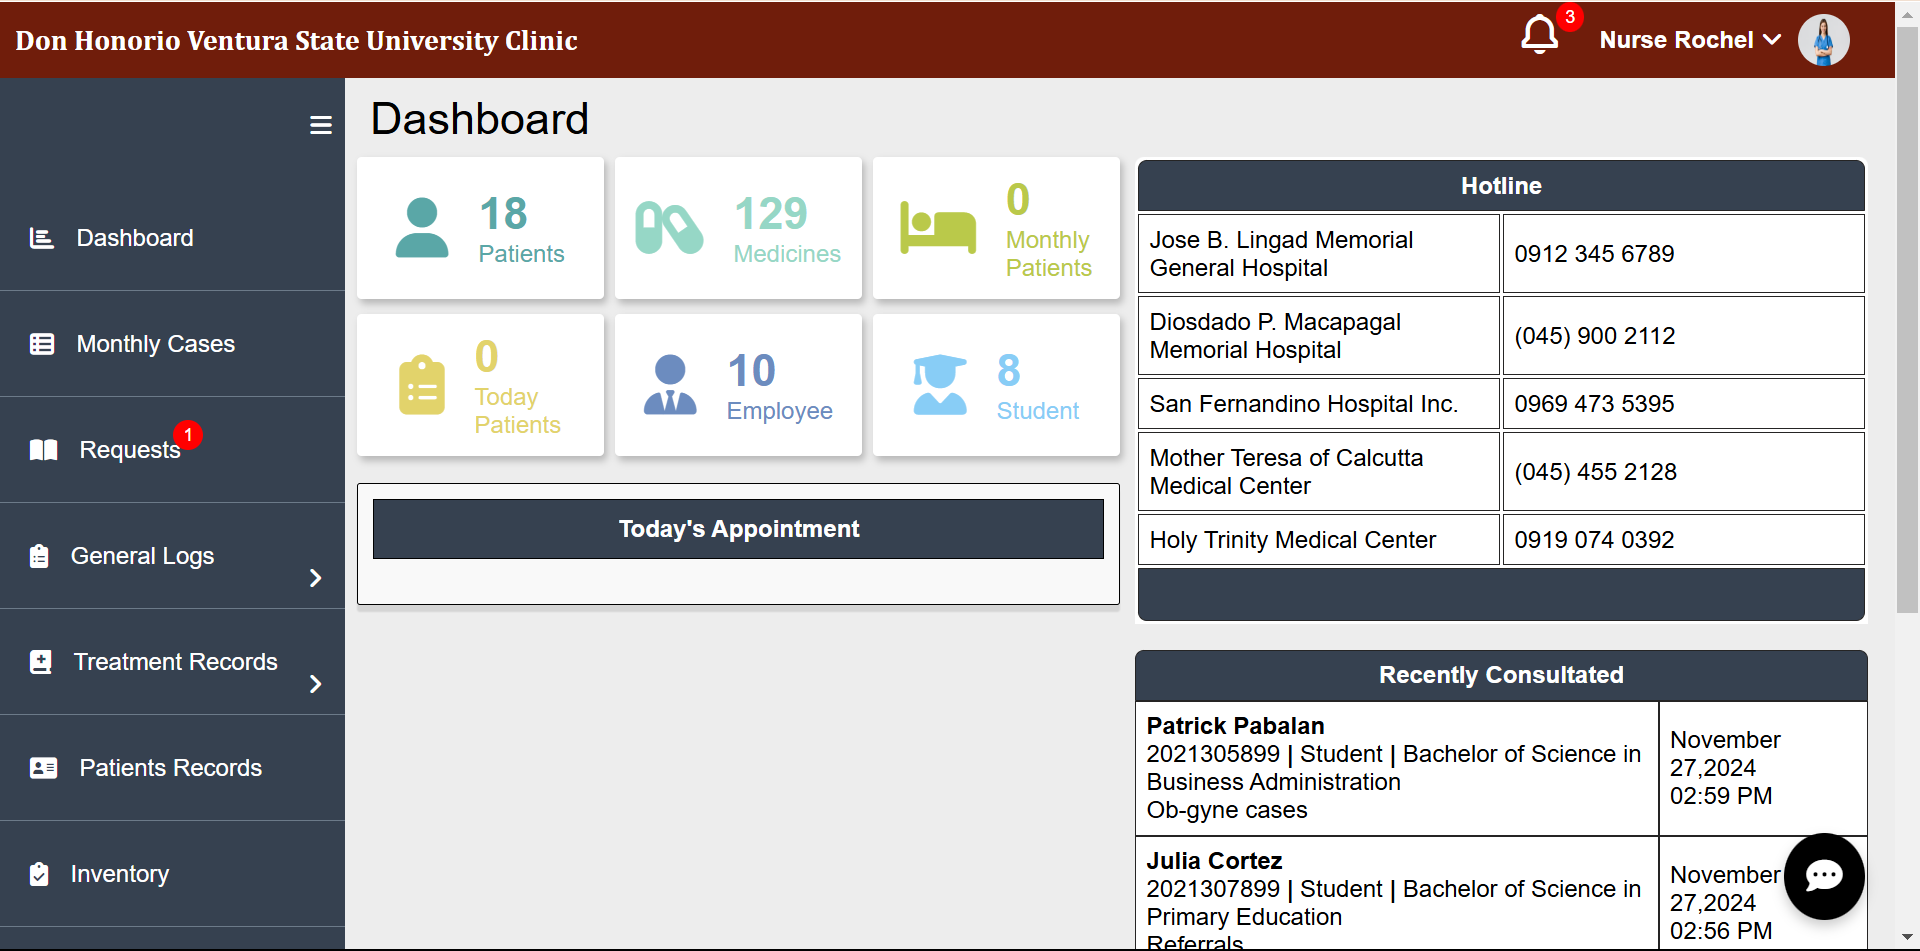 Don Honorio Ventura State University Clinic
3
Nurse Rochel
Dashboard
Monthly Cases
Requests
1
General Logs
Treatment Records
Patients Records
Inventory
Dashboard
18
Patients
129
Medicines
0
Monthly
Patients
0
Today
Patients
10
Employee
8
Student
Today's Appointment
Hotline
Jose B. Lingad Memorial
General Hospital
0912 345 6789
Diosdado P. Macapagal
Memorial Hospital
(045) 900 2112
San Fernandino Hospital Inc.
0969 473 5395
Mother Teresa of Calcutta
Medical Center
(045) 455 2128
Holy Trinity Medical Center
0919 074 0392
Recently Consultated
Patrick Pabalan
2021305899 | Student | Bachelor of Science in
Business Administration
Ob-gyne cases
November
27,2024
02:59 PM
Julia Cortez
2021307899 | Student | Bachelor of Science in
Primary Education
Referrals
November
27,2024
02:56 PM